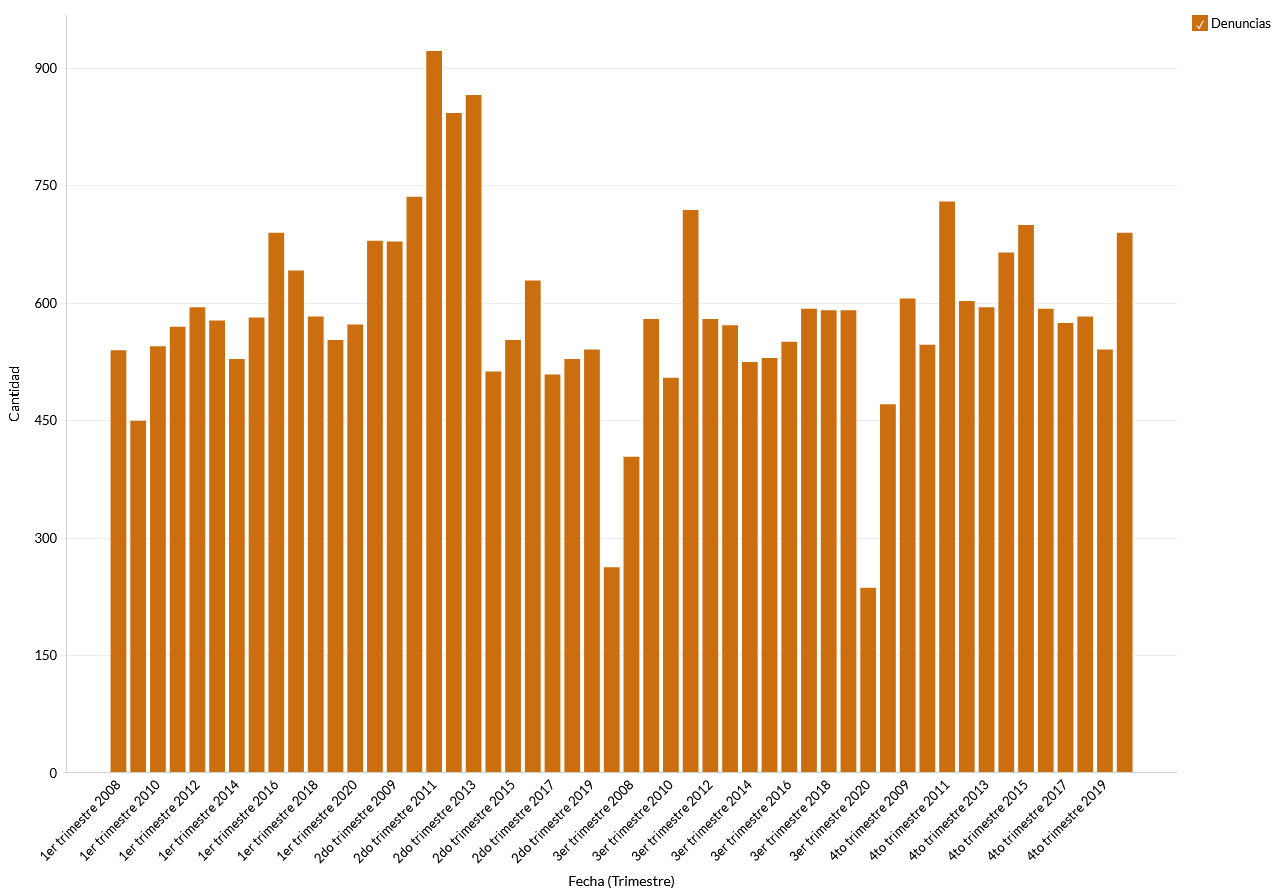 Denuncias
900
750
600
450
300
150
0
Cantidad
1er trimestre 2008
1er trimestre 2010
1er trimestre 2012
1er trimestre 2014
1er trimestre 2016
1er trimestre 2018
1er trimestre 2020
2do trimestre 2009
2do trimestre 2011
2do trimestre 2013
2do trimestre 2015
2do trimestre 2017
2do trimestre 2019
3er trimestre 2008
3er trimestre 2010
3er trimestre 2012
3er trimestre 2014
3er trimestre 2016
3er trimestre 2018
3er trimestre 2020
4to trimestre 2009
4to trimestre 2011
4to trimestre 2013
4to trimestre 2015
4to trimestre 2017
4to trimestre 2019
Fecha (Trimestre)